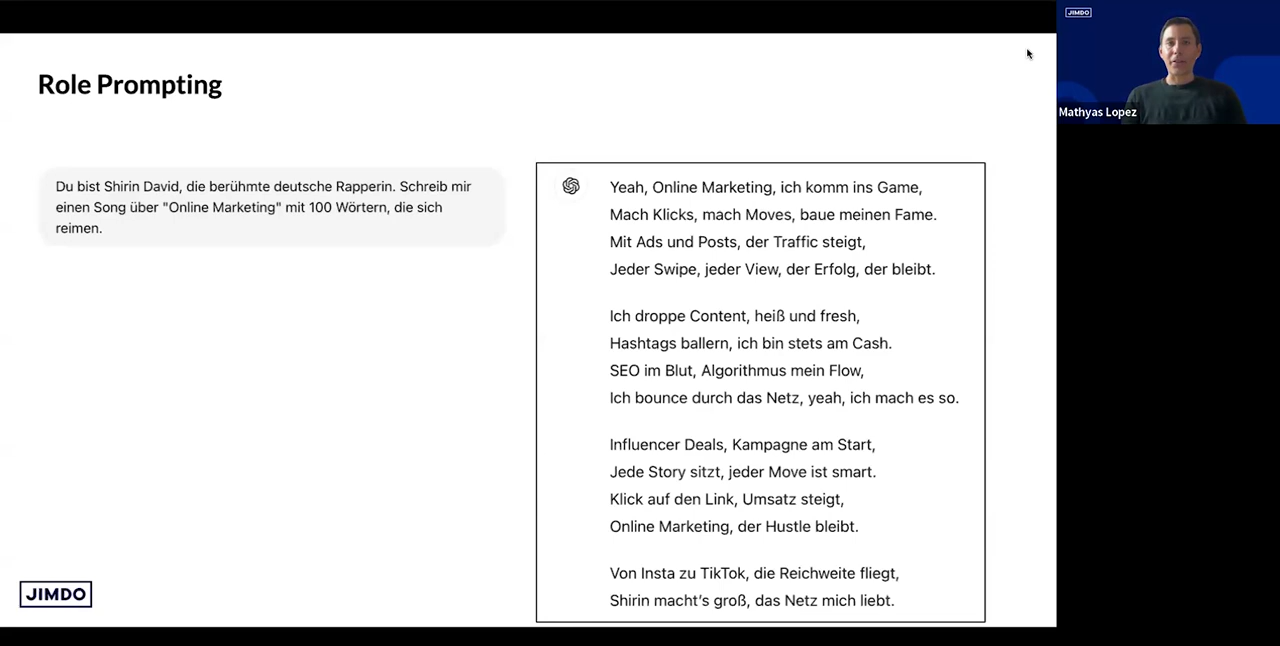 Role Prompting
Du bist Shirin David, die berühmte deutsche Rapperin. Schreib mir
einen Song über "Online Marketing" mit 100 Wörtern, die sich
reimen.
Yeah, Online Marketing, ich komm ins Game,
Mach Klicks, mach Moves, baue meinen Fame.
Mit Ads und Posts, der Traffic steigt,
Jeder Swipe, jeder View, der Erfolg, der bleibt.
Ich droppe Content, heiß und fresh,
Hashtags ballern, ich bin stets am Cash.
SEO im Blut, Algorithmus mein Flow,
Ich bounce durch das Netz, yeah, ich mach es so.
Influencer Deals, Kampagne am Start,
Jede Story sitzt, jeder Move ist smart.
Klick auf den Link, Umsatz steigt,
Online Marketing, der Hustle bleibt.
Von Insta zu TikTok, die Reichweite fliegt,
Shirin macht's groß, das Netz mich liebt.
JIMDO
JIMDO
Mathyas Lopez